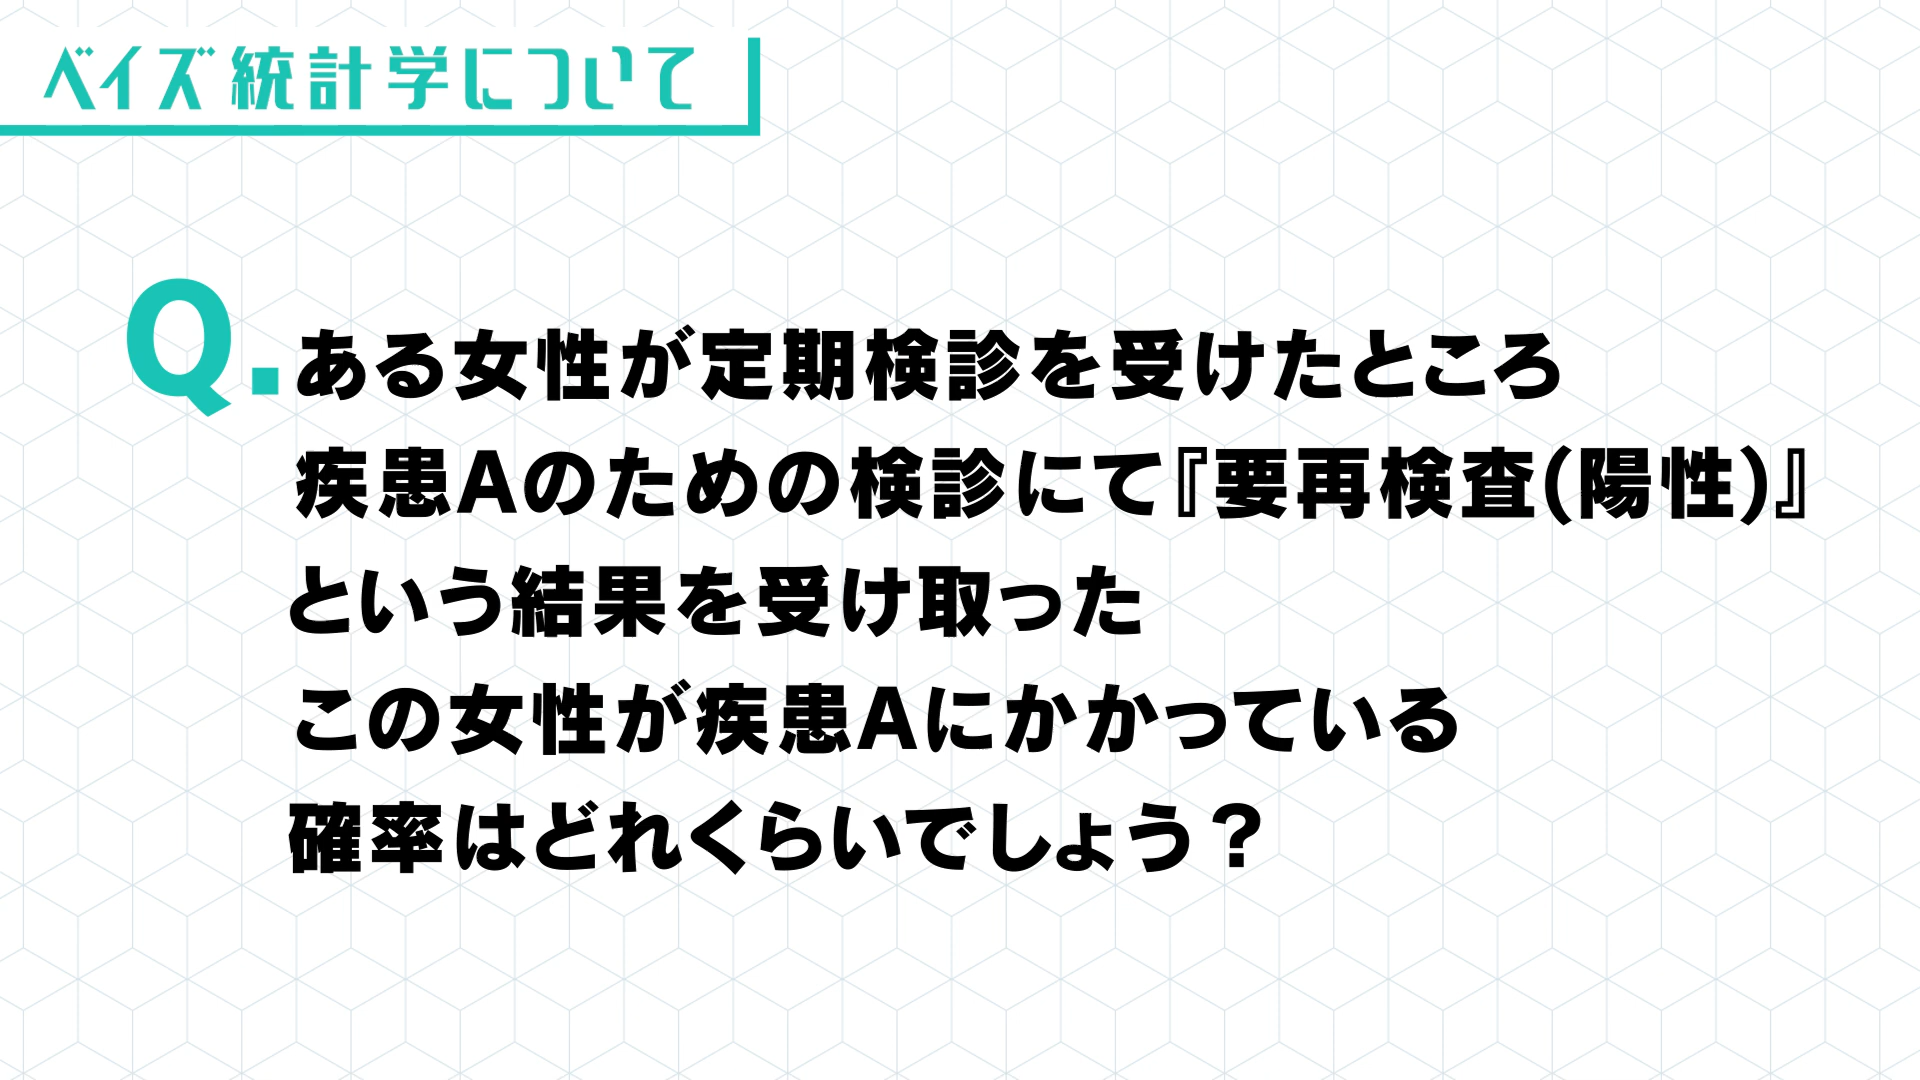 ベイズ統計学について
Q.ある女性が定期検診を受けたところ
疾患Aのための検診にて『要再検査(陽性)』
という結果を受け取った
この女性が疾患Aにかかっている
確率はどれくらいでしょう？